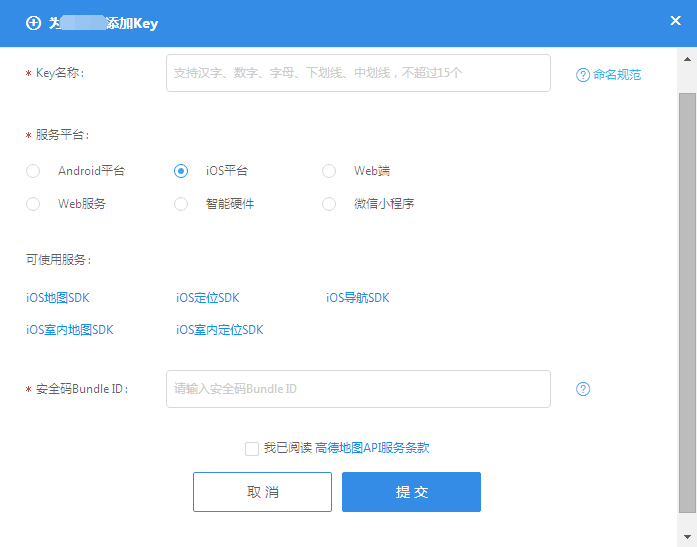 为 添加Key
* Key名称： 支持汉字、数字、字母、下划线、中划线，不超过15个 命名规范
* 服务平台：
Android平台 iOS平台 Web端
Web服务 智能硬件 微信小程序
可使用服务：
iOS地图SDK iOS定位SDK iOS导航SDK
iOS室内地图SDK iOS室内定位SDK
* 安全码Bundle ID： 请输入安全码Bundle ID
我已阅读 高德地图API服务条款
取 消 提 交